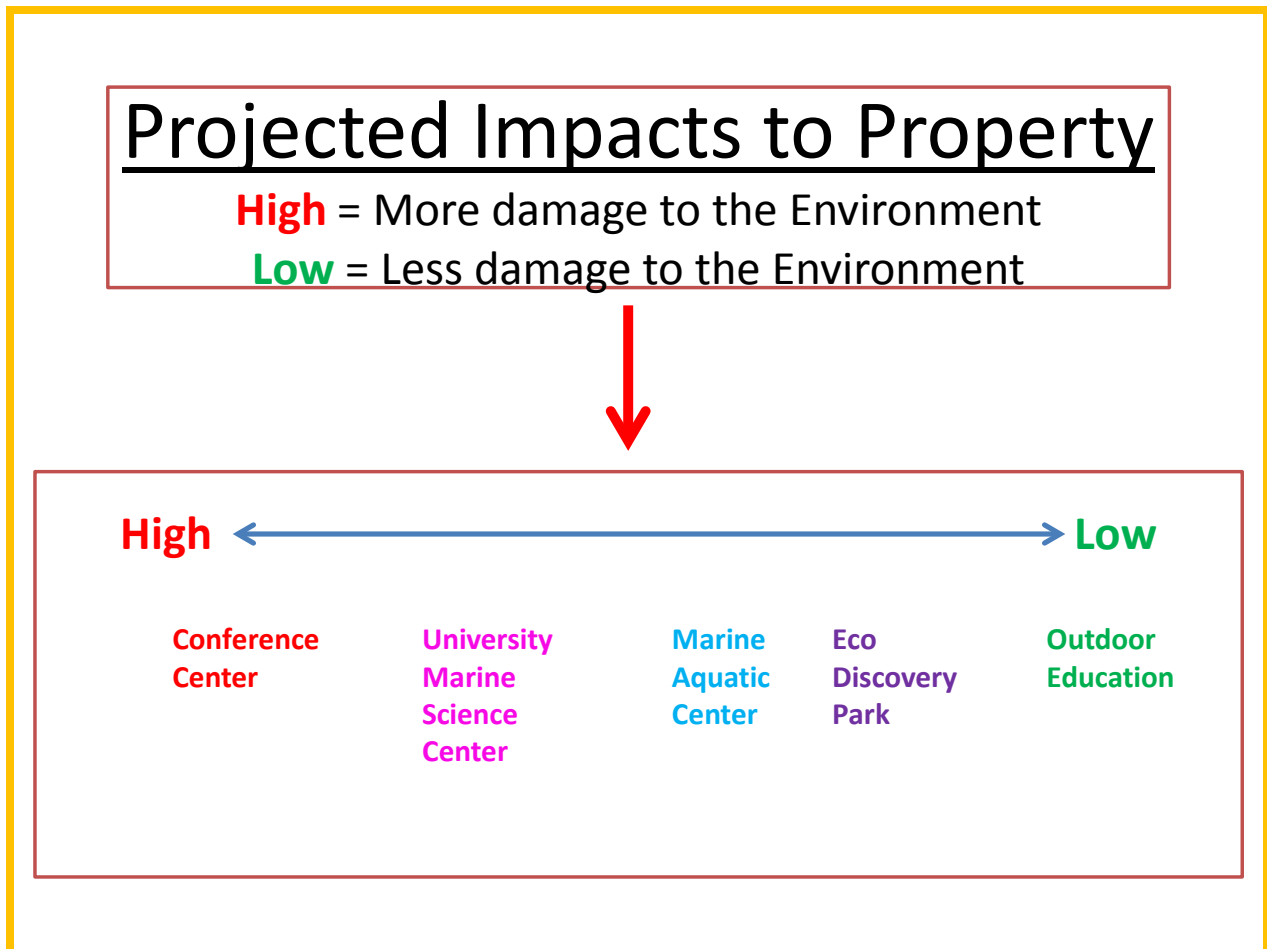 Projected Impacts to Property
High = More damage to the Environment
Low = Less damage to the Environment
High
Low
Conference
Center
University
Marine
Science
Center
Marine
Aquatic
Center
Eco
Discovery
Park
Outdoor
Education